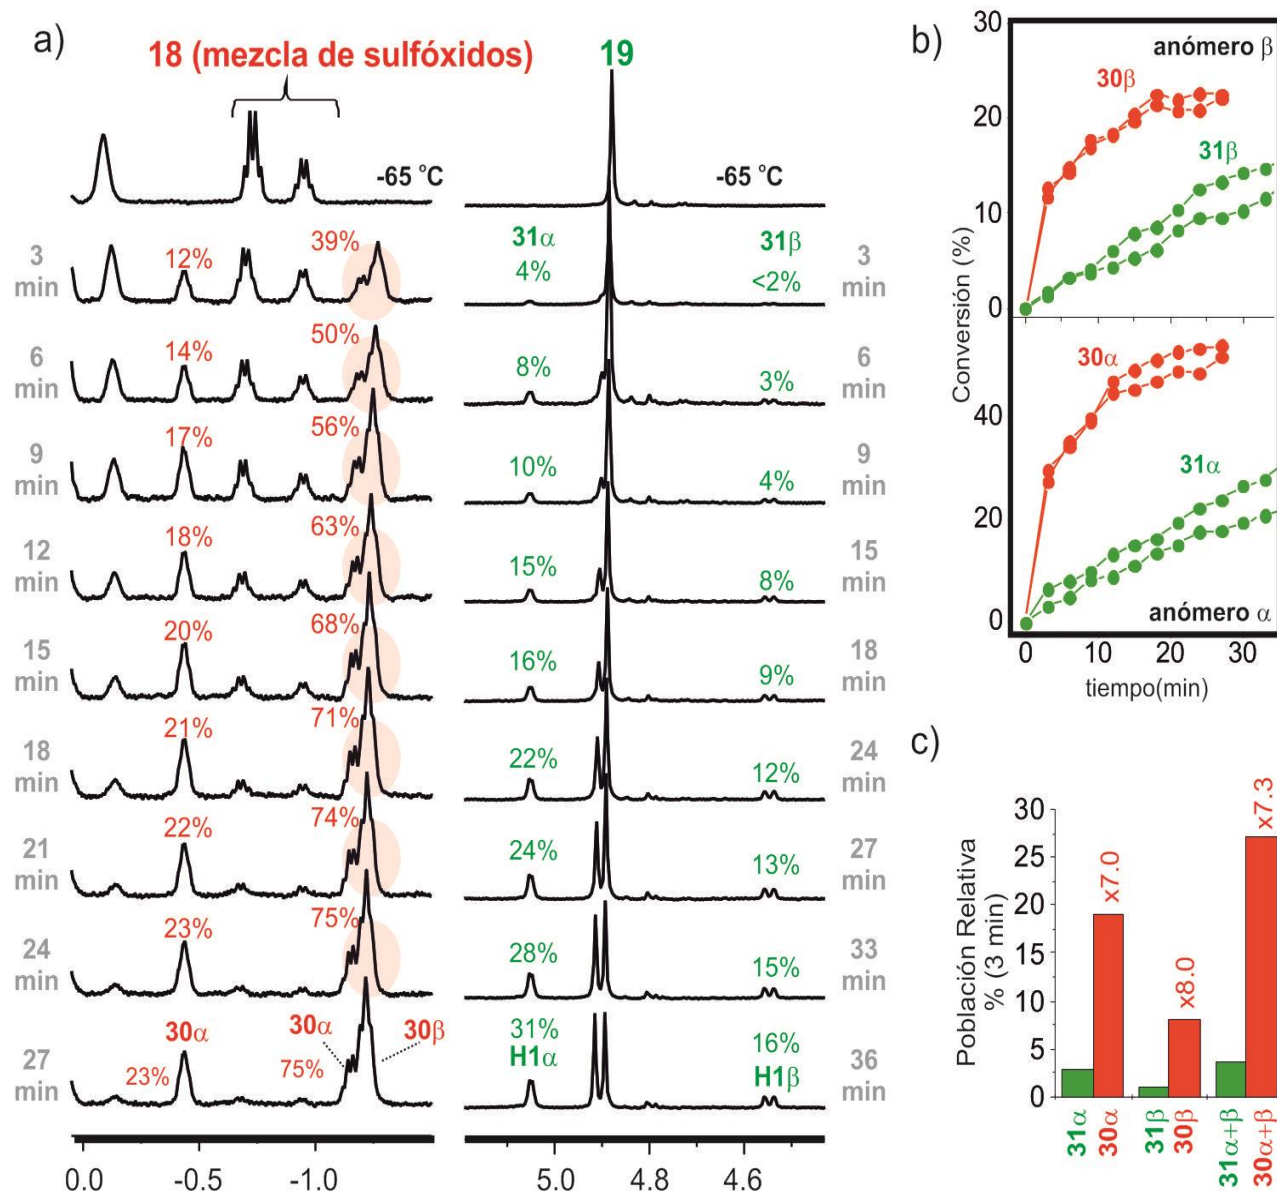 a)
18 (mezcla de sulfóxidos)
19
-65 °C
-65 °C
3 min
12%
39%
31α
4%
31β
<2%
3 min
6 min
14%
50%
8%
3%
6 min
9 min
17%
56%
10%
4%
9 min
12 min
18%
63%
15%
8%
15 min
15 min
20%
68%
16%
9%
18 min
18 min
21%
71%
22%
12%
24 min
21 min
22%
74%
24%
13%
27 min
24 min
23%
75%
28%
15%
33 min
27 min
30α
23%
30α
75%
30β
31%
H1α
16%
H1β
36 min
0.0 -0.5 -1.0
5.0 4.8 4.6
b)
anómero β
30β
31β
30
20
10
0
Conversión (%)
30α
31α
40
20
0
anómero α
0 10 20 30
tiempo(min)
c)
Población Relativa
% (3 min)
30
25
20
15
10
5
0
x7.0
x8.0
x7.3
31α
30α
31β
30β
31α+β
30α+β